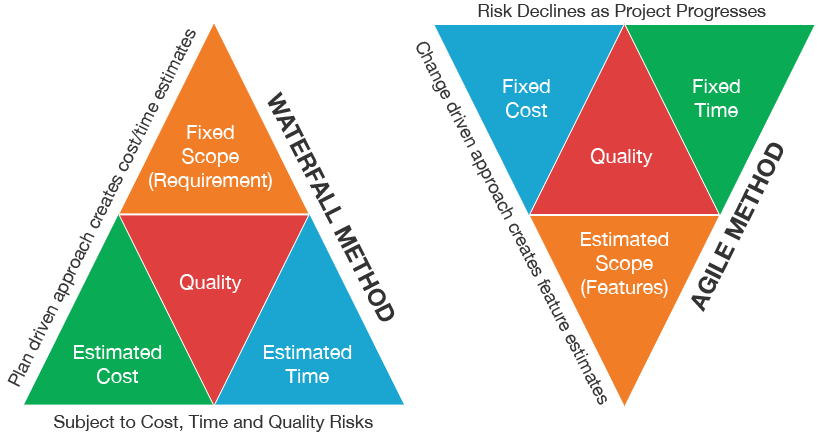 Plan driven approach creates cost/time estimates
WATERFALL METHOD
Fixed
Scope
(Requirement)
Quality
Estimated
Cost
Estimated
Time
Subject to Cost, Time and Quality Risks
Risk Declines as Project Progresses
Change driven approach creates feature estimates
Fixed
Cost
Quality
Fixed
Time
Estimated
Scope
(Features)
AGILE METHOD